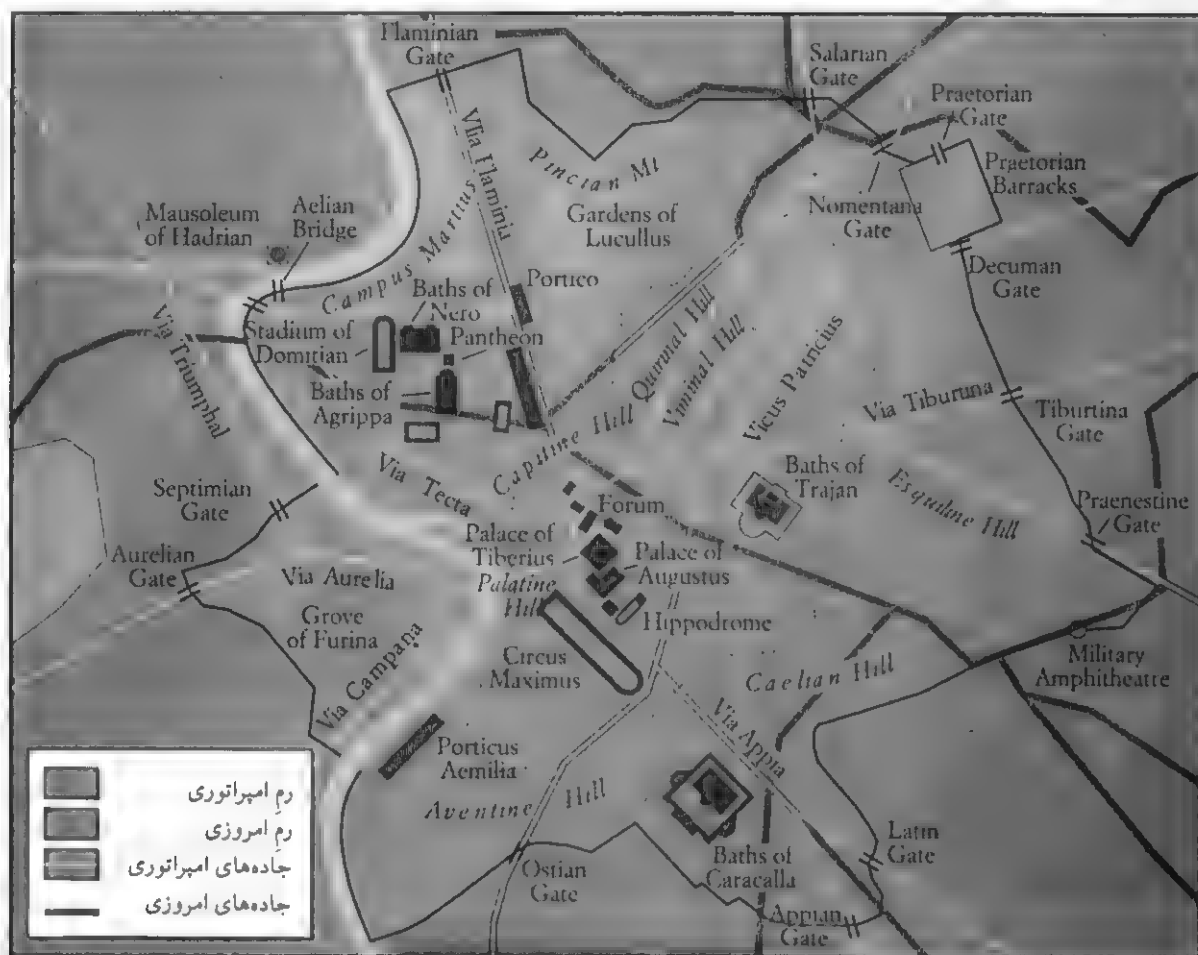 Flaminian
Gate
Salarian
Gate
Praetorian
Gate
Praetorian
Barracks
Nomentana
Gate
Decuman
Gate
VIia Flaminia
Pincian Mt
Gardens of
Lucullus
Mausoleum
of Hadrian
Aelian
Bridge
Campus Martius
Baths of
Nero
Portico
Stadium of
Domitian
Pantheon
Baths of
Agrippa
Via Triumphal
Quirinal Hill
Viminal Hill
Vicus Patricius
Via Tiburuna
Tiburtina
Gate
Capitine Hill
Via Tecta
Baths of
Trajan
Esquiline Hill
Praenestine
Gate
Septimian
Gate
Forum
Palace of
Tiberius
Palace of
Augustus
Palatine
Hill
Hippodrome
Aurelian
Gate
Via Aurelia
Grove
of Furina
Via Campana
Circus
Maximus
Caelian Hill
Military
Amphitheatre
Via Appia
Porticus
Aemilia
Aventine Hill
Ostian
Gate
Baths of
Caracalla
Latin
Gate
Appian
Gate
رمِ امپراتوری
رمِ امروزی
جاده‌های امپراتوری
جاده‌های امروزی